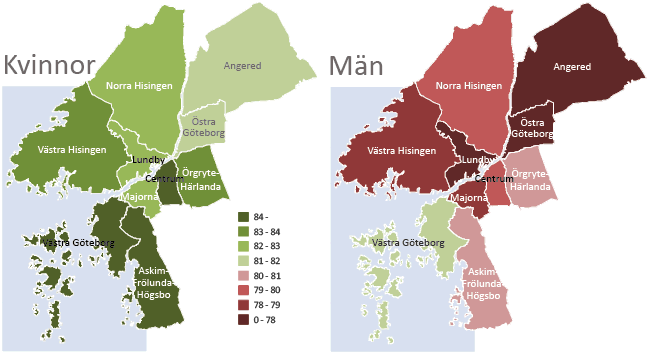 Kvinnor
Angered
Norra Hisingen
Östra
Göteborg
Västra Hisingen
Lundby
Centrum
Örgryte-
Härlanda
Majorna
Västra Göteborg
Askim-
Frölunda-
Högsbo
84 -
83 - 84
82 - 83
81 - 82
80 - 81
79 - 80
78 - 79
0 - 78
Män
Angered
Norra Hisingen
Östra
Göteborg
Västra Hisingen
Lundby
Centrum
Örgryte-
Härlanda
Majorna
Västra Göteborg
Askim-
Frölunda-
Högsbo